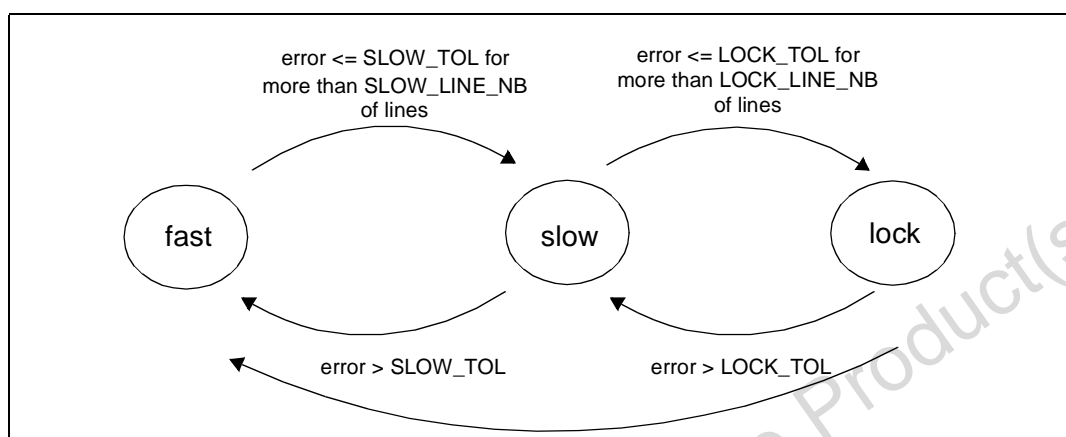 error <= SLOW_TOL for
more than SLOW_LINE_NB
of lines
error <= LOCK_TOL for
more than LOCK_LINE_NB
of lines
fast
slow
lock
error > SLOW_TOL
error > LOCK_TOL
Product(s